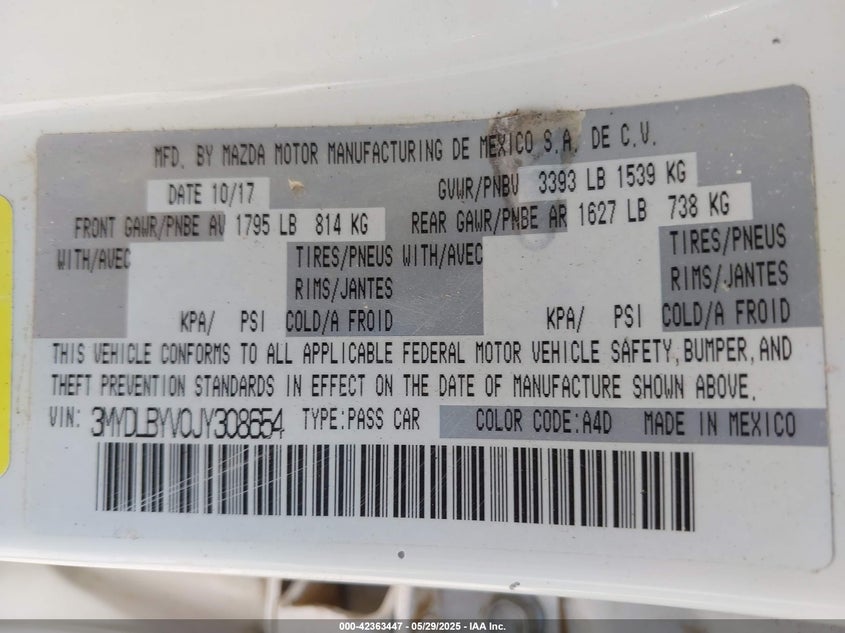 MFD. BY MAZDA MOTOR MANUFACTURING DE MEXICO S.A. DE C.V.
DATE 10/17 GVWR/PNBV 3393 LB 1539 KG
FRONT GAWR/PNBE AV 1795 LB 814 KG REAR GAWR/PNBE AR 1627 LB 738 KG
WITH/AVEC TIRES/PNEUS WITH/AVEC TIRES/PNEUS
RIMS/JANTES RIMS/JANTES
KPA/ PSI COLD/A FROID KPA/ PSI COLD/A FROID
THIS VEHICLE CONFORMS TO ALL APPLICABLE FEDERAL MOTOR VEHICLE SAFETY, BUMPER, AND
THEFT PREVENTION STANDARDS IN EFFECT ON THE DATE OF MANUFACTURE SHOWN ABOVE.
VIN: 3MYDLBYV0JY308654 TYPE:PASS CAR COLOR CODE:A4D MADE IN MEXICO
000-42363447 - 05/29/2025 - IAA Inc.